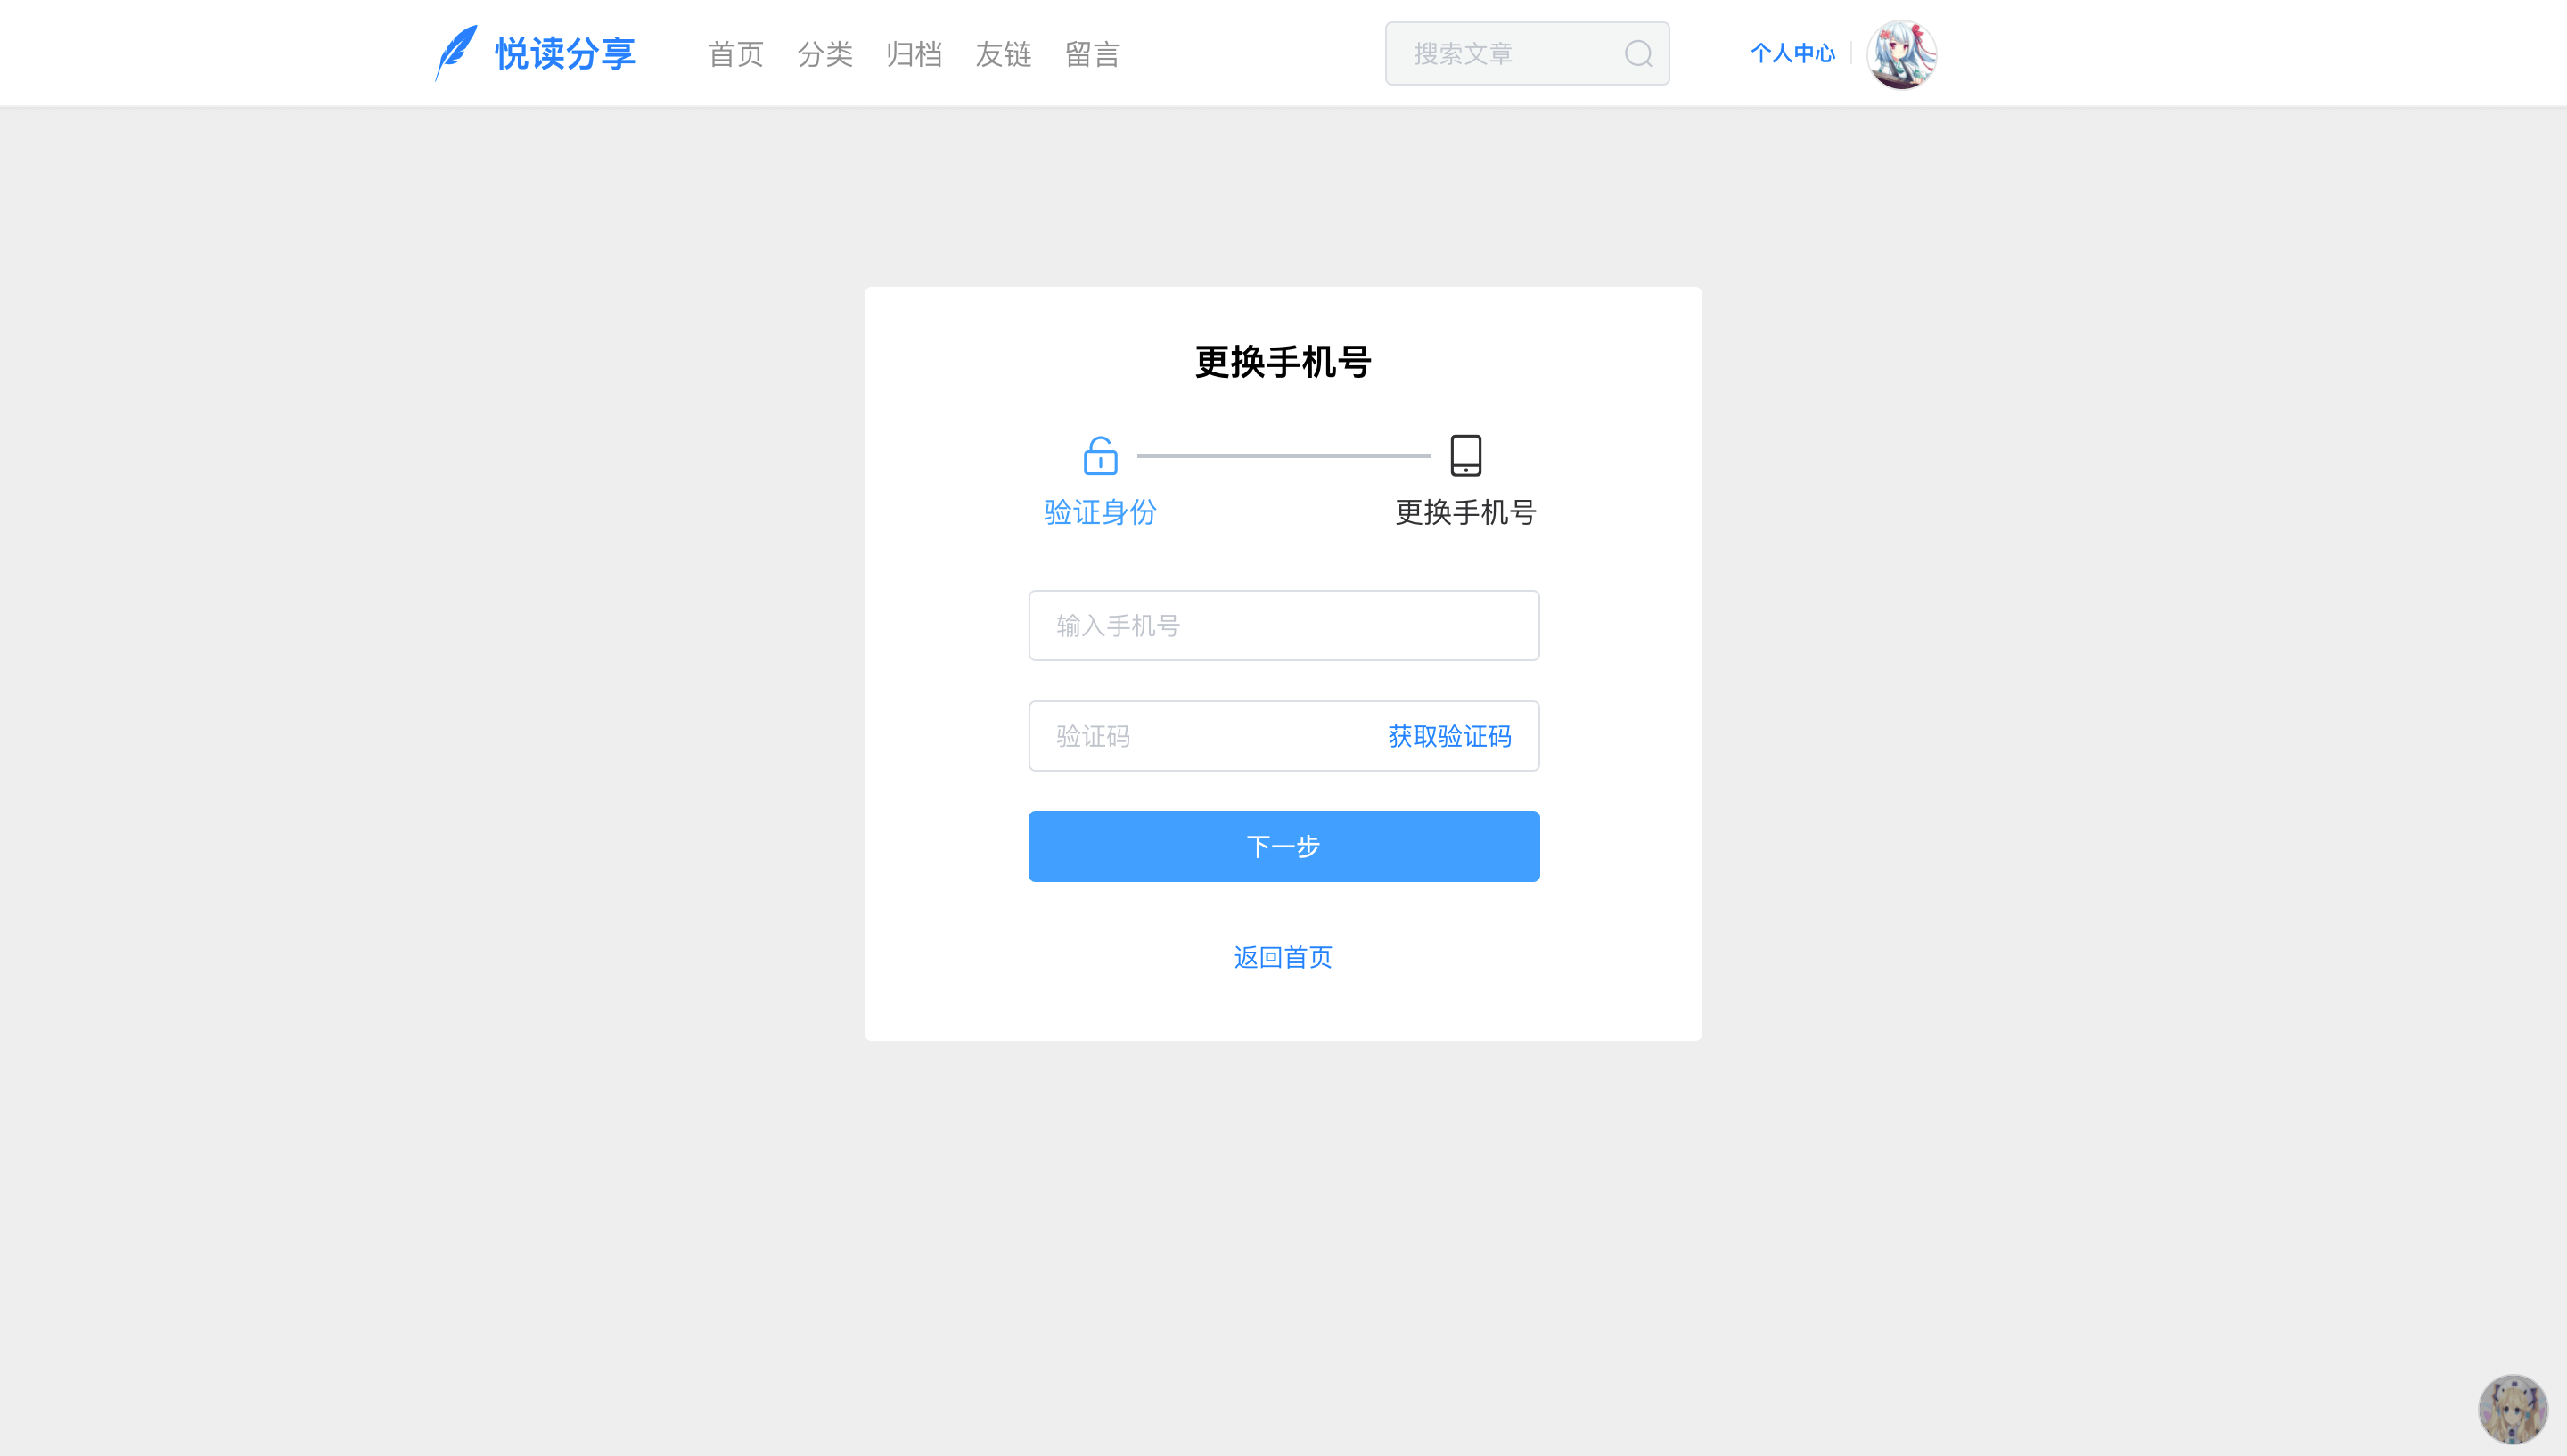 悦读分享
首页 分类 归档 友链 留言
搜索文章
个人中心
更换手机号
验证身份
更换手机号
输入手机号
验证码
获取验证码
下一步
返回首页